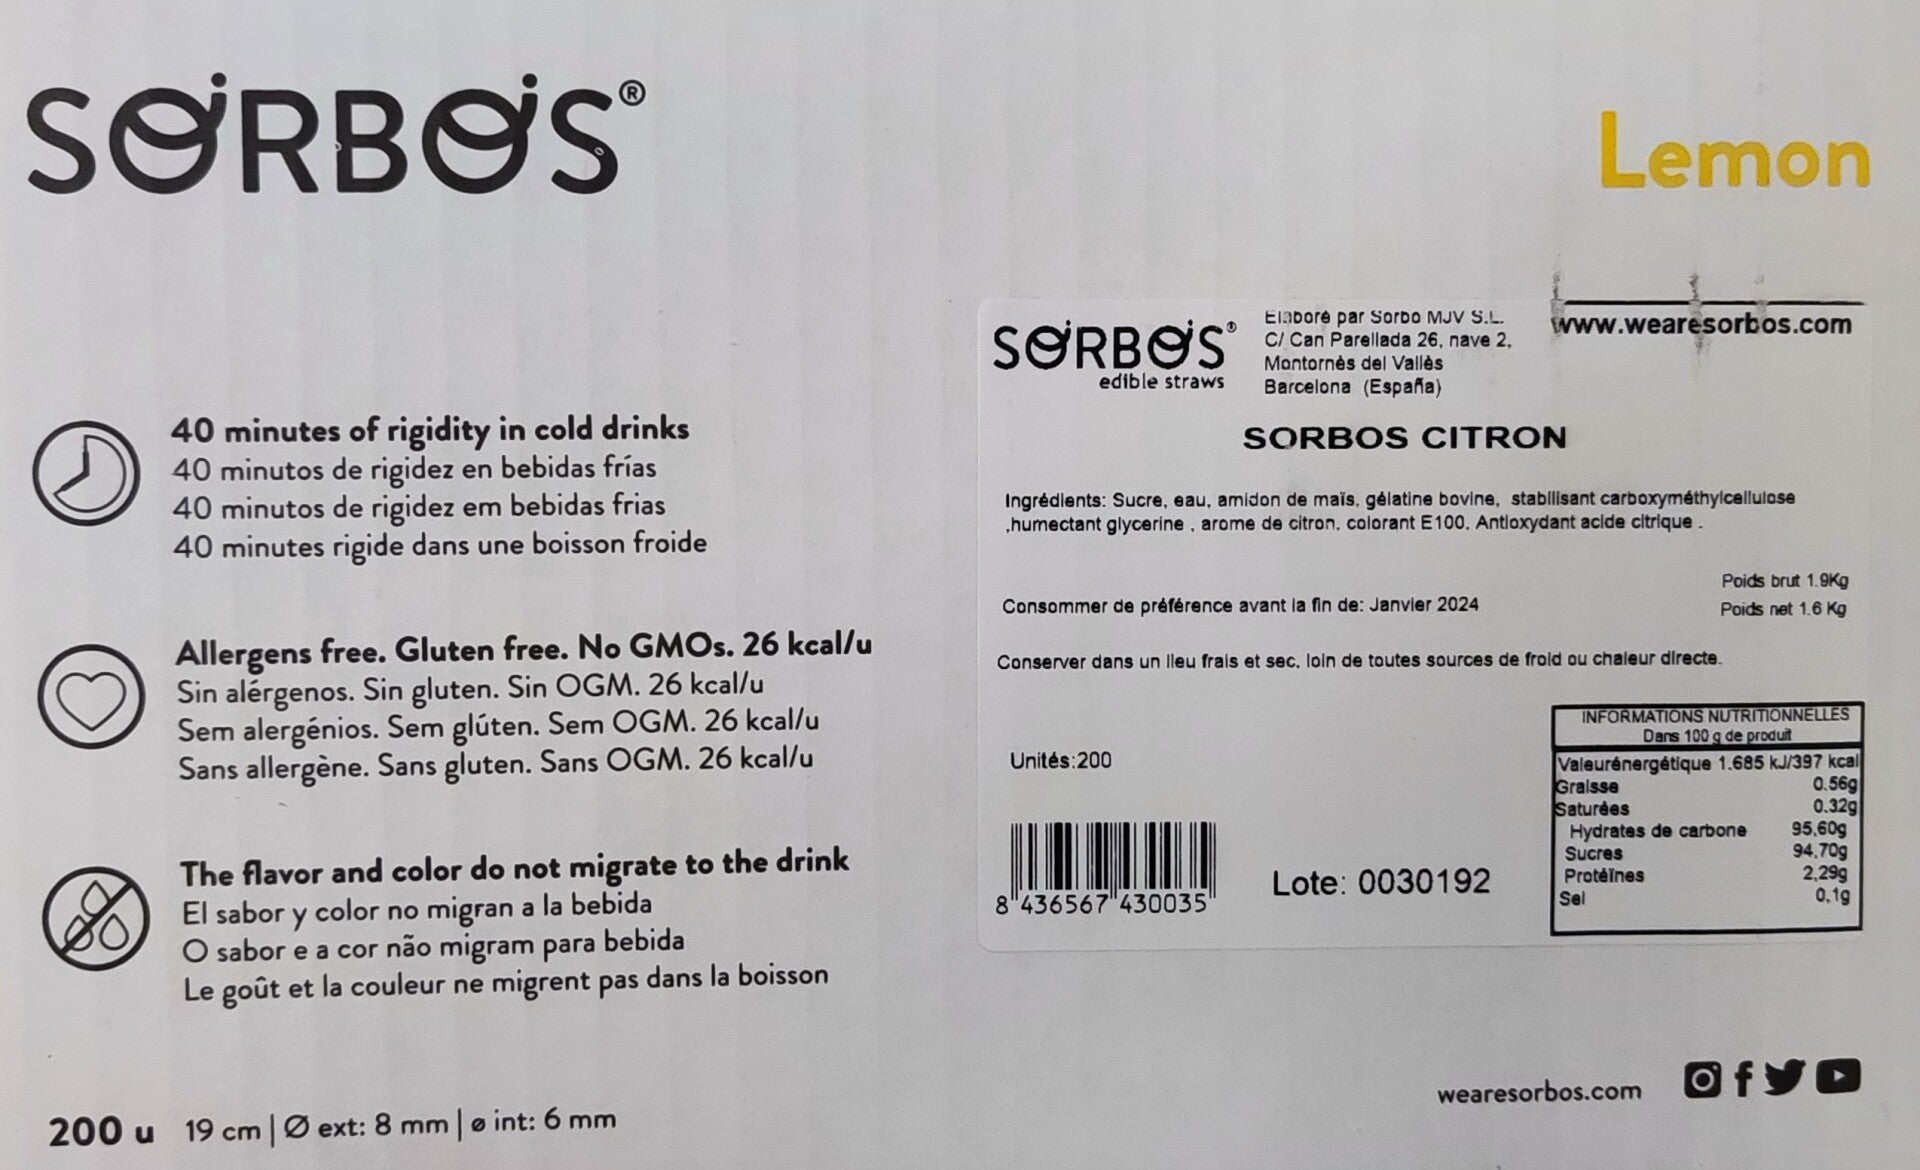 SORBOS®
Lemon
40 minutes of rigidity in cold drinks
40 minutos de rigidez en bebidas frías
40 minutos de rigidez em bebidas frias
40 minutes rigide dans une boisson froide
Allergens free. Gluten free. No GMOs. 26 kcal/u
Sin alérgenos. Sin gluten. Sin OGM. 26 kcal/u
Sem alergénios. Sem glúten. Sem OGM. 26 kcal/u
Sans allergène. Sans gluten. Sans OGM. 26 kcal/u
The flavor and color do not migrate to the drink
El sabor y color no migran a la bebida
O sabor e a cor não migram para bebida
Le goût et la couleur ne migrent pas dans la boisson
200 u 19 cm | Ø ext: 8 mm | ø int: 6 mm
SORBOS®
edible straws
Elaboré par Sorbo MJV S.L.
C/ Can Parellada 26, nave 2,
Montornès del Vallès
Barcelona (España)
www.wearesorbos.com
SORBOS CITRON
Ingrédients: Sucre, eau, amidon de maïs, gélatine bovine, stabilisant carboxyméthylcellulose
,humectant glycerine , arome de citron, colorant E100, Antioxydant acide citrique .
Poids brut 1.9Kg
Consommer de préférence avant la fin de: Janvier 2024
Poids net 1.6 Kg
Conserver dans un lieu frais et sec, loin de toutes sources de froid ou chaleur directe.
Unités:200
8 436567 430035
Lote: 0030192
INFORMATIONS NUTRITIONNELLES
Dans 100 g de produit
Valeurénergétique 1.685 kJ/397 kcal
Graisse 0.56g
Saturées 0.32g
Hydrates de carbone 95,60g
Sucres 94,70g
Protéïnes 2,29g
Sel 0,1g
wearesorbos.com